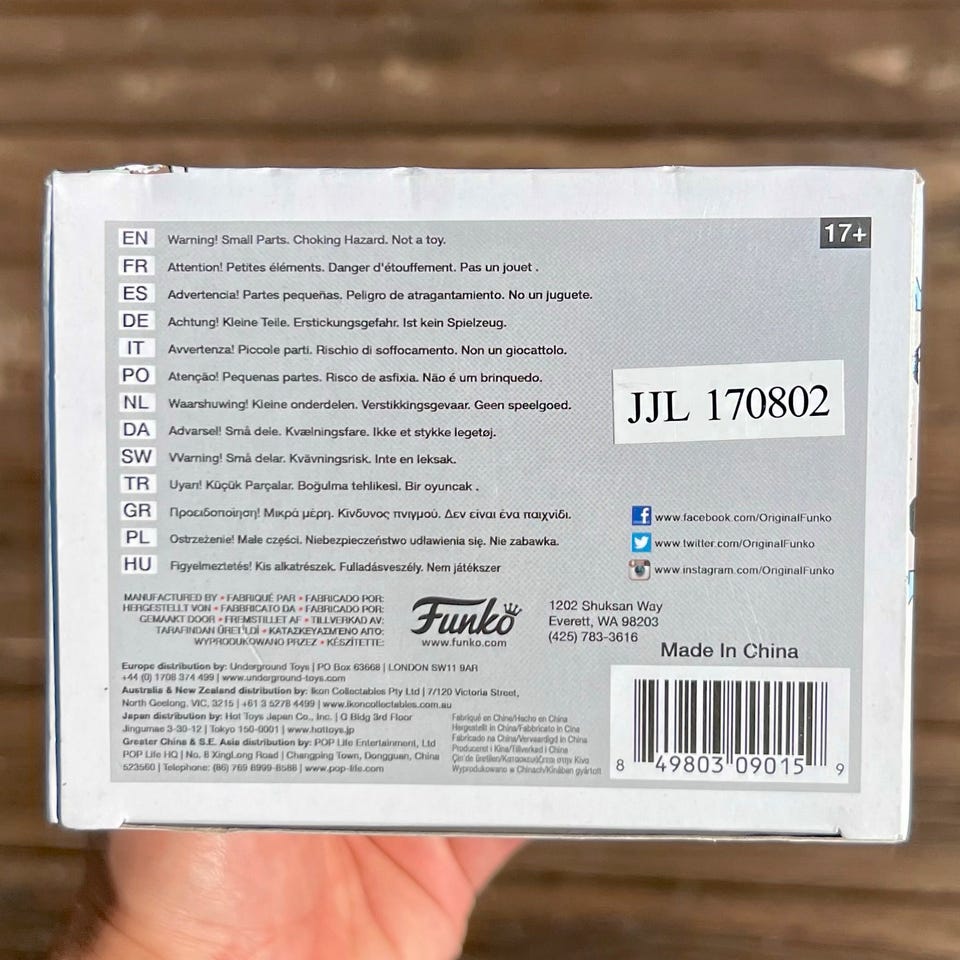 17+
EN Warning! Small Parts. Choking Hazard. Not a toy.
FR Attention! Petites éléments. Danger d'étouffement. Pas un jouet .
ES Advertencia! Partes pequeñas. Peligro de atragantamiento. No un juguete.
DE Achtung! Kleine Teile. Erstickungsgefahr. Ist kein Spielzeug.
IT Avvertenza! Piccole parti. Rischio di soffocamento. Non un giocattolo.
PO Atenção! Pequenas partes. Risco de asfixia. Não é um brinquedo.
NL Waarshuwing! Kleine onderdelen. Verstikkingsgevaar. Geen speelgoed.
DA Advarsel! Små dele. Kvælningsfare. Ikke et stykke legetøj.
SW Warning! Små delar. Kvävningsrisk. Inte en leksak.
TR Uyarı! Küçük Parçalar. Boğulma tehlikesi. Bir oyuncak .
GR Προειδοποίηση! Μικρά μέρη. Κίνδυνος πνιγμού. Δεν είναι ένα παιχνίδι.
PL Ostrzeżenie! Małe części. Niebezpieczeństwo udławienia się. Nie zabawka.
HU Figyelmeztetés! Kis alkatrészek. Fulladásveszély. Nem játékszer
JJL 170802
www.facebook.com/OriginalFunko
www.twitter.com/OriginalFunko
www.instagram.com/OriginalFunko
MANUFACTURED BY • FABRIQUÉ PAR • FABRICADO POR:
HERGESTELLT VON • FABBRICATO DA • FABRICADO POR:
GEMAAKT DOOR • FREMSTILLET AF • TILLVERKAD AV:
TARAFINDAN ÜRETİLDİ • ΚΑΤΑΣΚΕΥΑΣΜΈΝΟ ΑΠΌ:
WYPRODUKOWANO PRZEZ • KÉSZÍTETTE:
Funko
www.funko.com
1202 Shuksan Way
Everett, WA 98203
(425) 783-3616
Made In China
Europe distribution by: Underground Toys | PO Box 63668 | LONDON SW11 9AR
+44 (0) 1708 374 499 | www.underground-toys.com
Australia & New Zealand distribution by: Ikon Collectables Pty Ltd | 7/120 Victoria Street,
North Geelong, VIC, 3215 | +61 3 5278 4499 | www.ikoncollectables.com.au
Japan distribution by: Hot Toys Japan Co., Inc. | Q Bldg 3rd Floor
Jingumae 3-30-12 | Tokyo 150-0001 | www.hottoys.jp
Greater China & S.E. Asia distribution by: POP Life Entertainment, Ltd
POP Life HQ | No. 8 XingLong Road | Changping Town, Dongguan, China
523560 | Telephone: (86) 769 8999-8588 | www.pop-life.com
Fabriqué en China/Hecho en China
Hergestellt in China/Fabbricato in China
Fabricado na China/Vervaardigd in China
Producerat i Kina/Tillverkad i China
Çin'de üretilen/Κατασκευάζεται στην Κίνα
Wyprodukowano w Chinach/Kínában gyártott
8 49803 09015 9